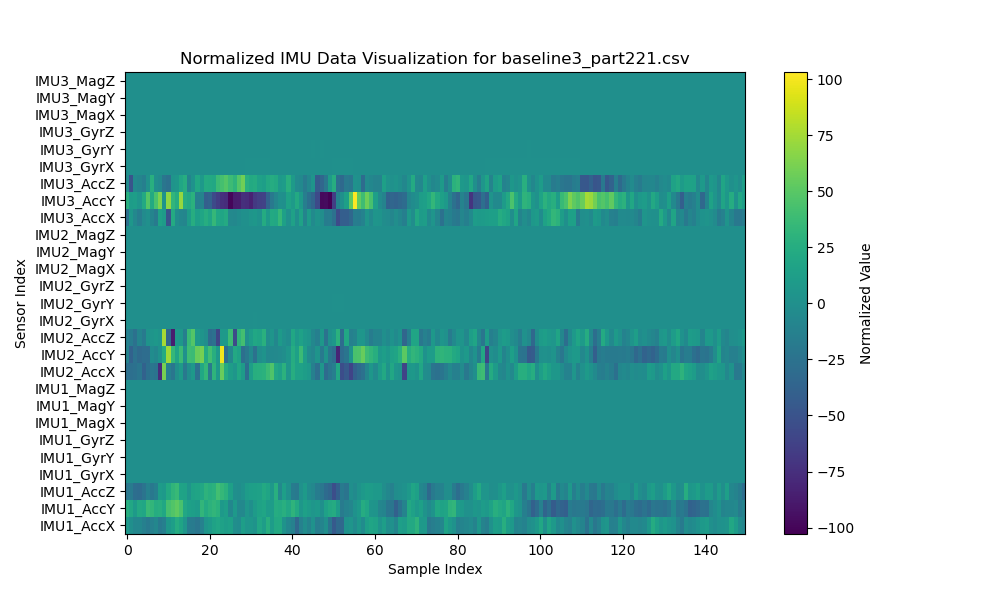 Normalized IMU Data Visualization for baseline3_part221.csv
IMU3_MagZ
IMU3_MagY
IMU3_MagX
IMU3_GyrZ
IMU3_GyrY
IMU3_GyrX
IMU3_AccZ
IMU3_AccY
IMU3_AccX
IMU2_MagZ
IMU2_MagY
IMU2_MagX
IMU2_GyrZ
IMU2_GyrY
IMU2_GyrX
IMU2_AccZ
IMU2_AccY
IMU2_AccX
IMU1_MagZ
IMU1_MagY
IMU1_MagX
IMU1_GyrZ
IMU1_GyrY
IMU1_GyrX
IMU1_AccZ
IMU1_AccY
IMU1_AccX
Sensor Index
0 20 40 60 80 100 120 140
Sample Index
100
75
50
25
0
−25
−50
−75
−100
Normalized Value